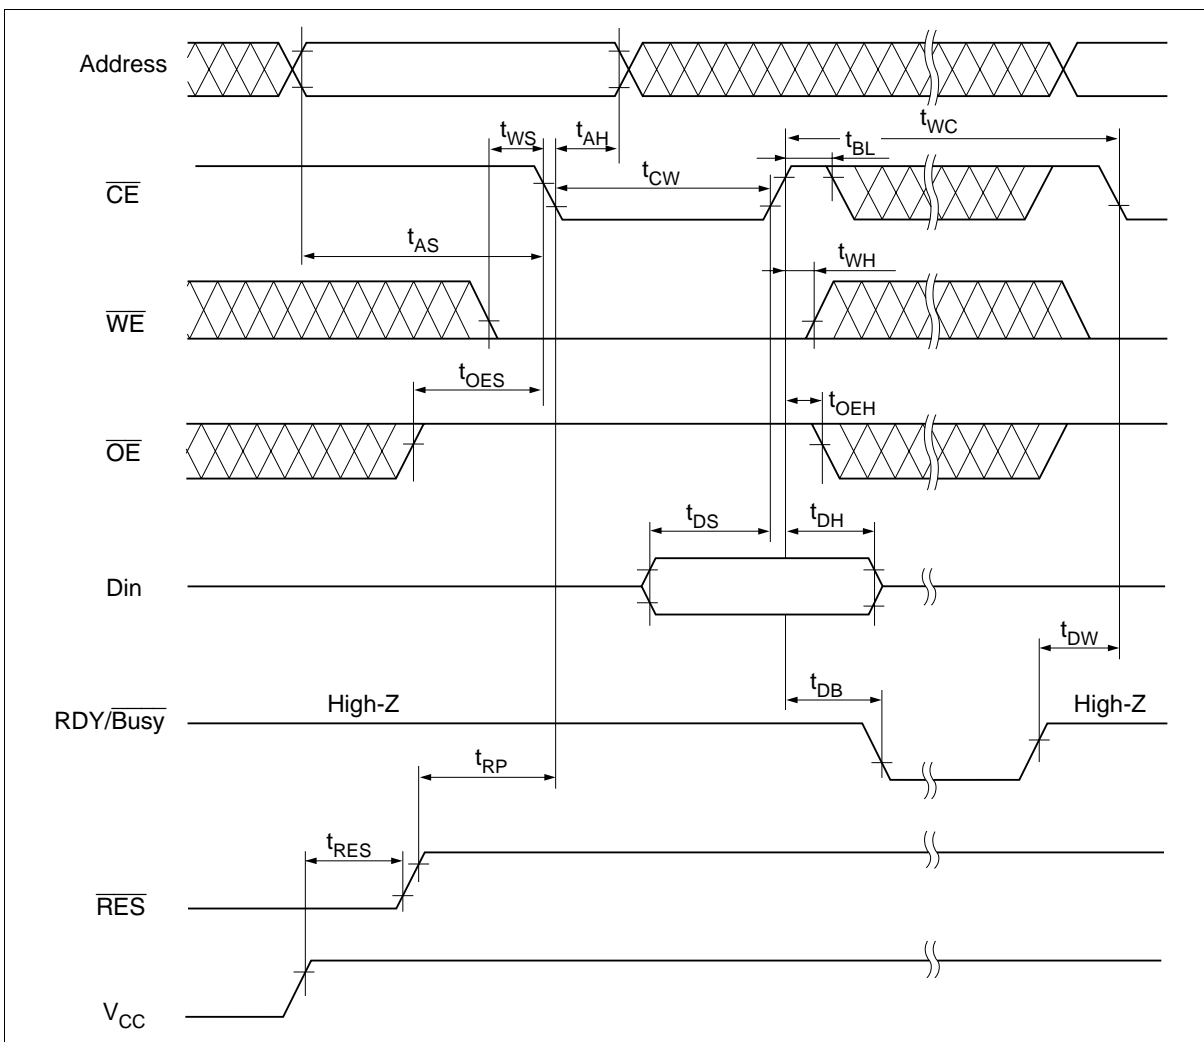 Address
tWC
tWS
tAH
tBL
CE
tCW
tAS
tWH
WE
tOES
tOEH
OE
tDS
tDH
Din
tDW
tDB
RDY/Busy
High-Z
High-Z
tRP
tRES
RES
VCC